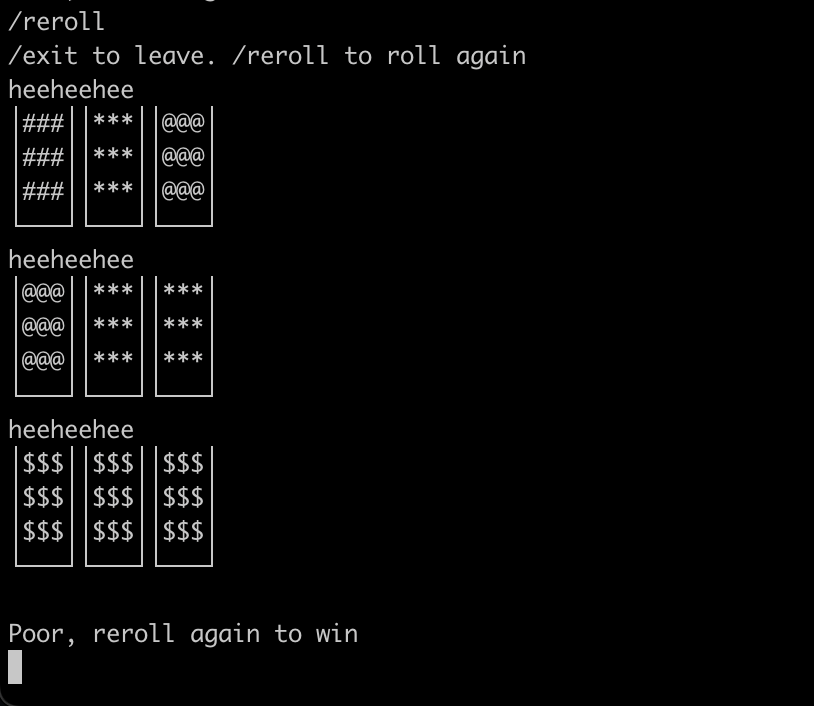 /reroll
/exit to leave. /reroll to roll again
heeheehee
### *** @@@
### *** @@@
### *** @@@
heeheehee
@@@ *** ***
@@@ *** ***
@@@ *** ***
heeheehee
$$$ $$$ $$$
$$$ $$$ $$$
$$$ $$$ $$$
Poor, reroll again to win